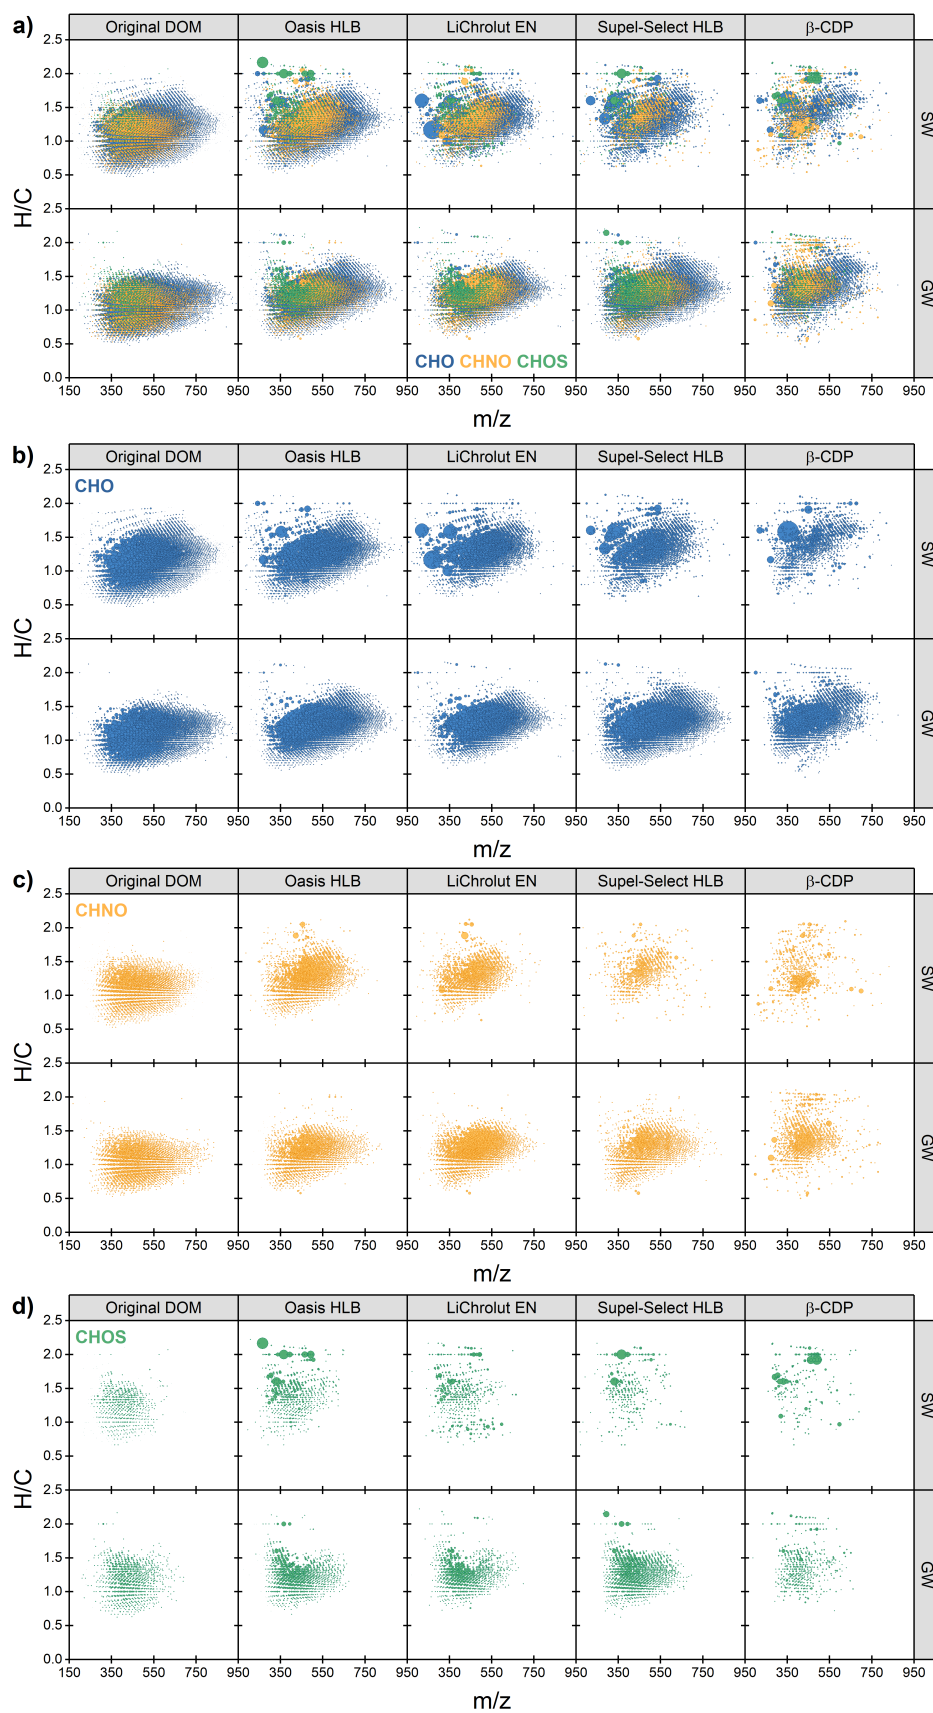 a)
Original DOM Oasis HLB LiChrolut EN Supel-Select HLB β-CDP
2.5
2.0
1.5
1.0
0.5
SW
H/C
2.5
2.0
1.5
1.0
0.5
0.0
GW
CHO CHNO CHOS
150 350 550 750 950 350 550 750 950 350 550 750 950 350 550 750 950 350 550 750 950
m/z
b)
Original DOM Oasis HLB LiChrolut EN Supel-Select HLB β-CDP
CHO
2.5
2.0
1.5
1.0
0.5
SW
H/C
2.5
2.0
1.5
1.0
0.5
0.0
GW
150 350 550 750 950 350 550 750 950 350 550 750 950 350 550 750 950 350 550 750 950
m/z
c)
Original DOM Oasis HLB LiChrolut EN Supel-Select HLB β-CDP
CHNO
2.5
2.0
1.5
1.0
0.5
SW
H/C
2.5
2.0
1.5
1.0
0.5
0.0
GW
150 350 550 750 950 350 550 750 950 350 550 750 950 350 550 750 950 350 550 750 950
m/z
d)
Original DOM Oasis HLB LiChrolut EN Supel-Select HLB β-CDP
CHOS
2.5
2.0
1.5
1.0
0.5
SW
H/C
2.5
2.0
1.5
1.0
0.5
0.0
GW
150 350 550 750 950 350 550 750 950 350 550 750 950 350 550 750 950 350 550 750 950
m/z